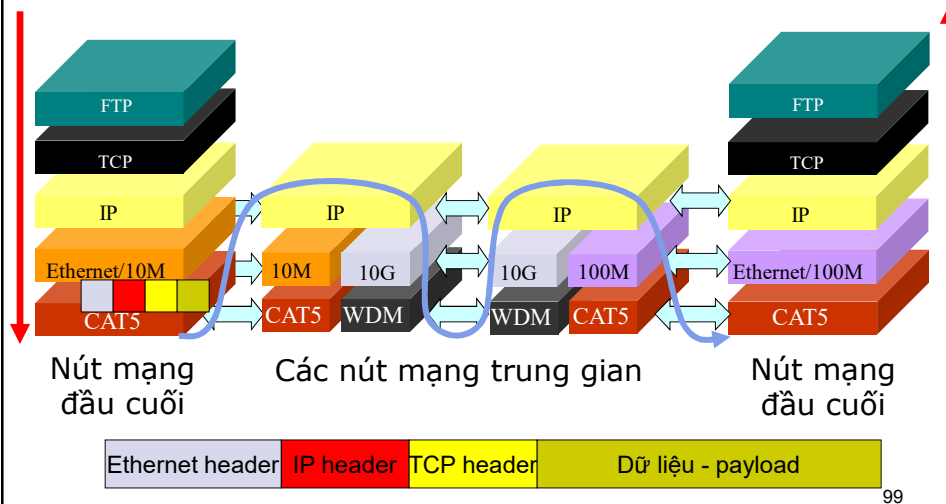 FTP
TCP
IP
Ethernet/10M
CAT5
IP
10M
10G
CAT5
WDM
IP
10G
100M
WDM
CAT5
FTP
TCP
IP
Ethernet/100M
CAT5
Nút mạng
đầu cuối
Các nút mạng trung gian
Nút mạng
đầu cuối
Ethernet header IP header TCP header Dữ liệu - payload
99